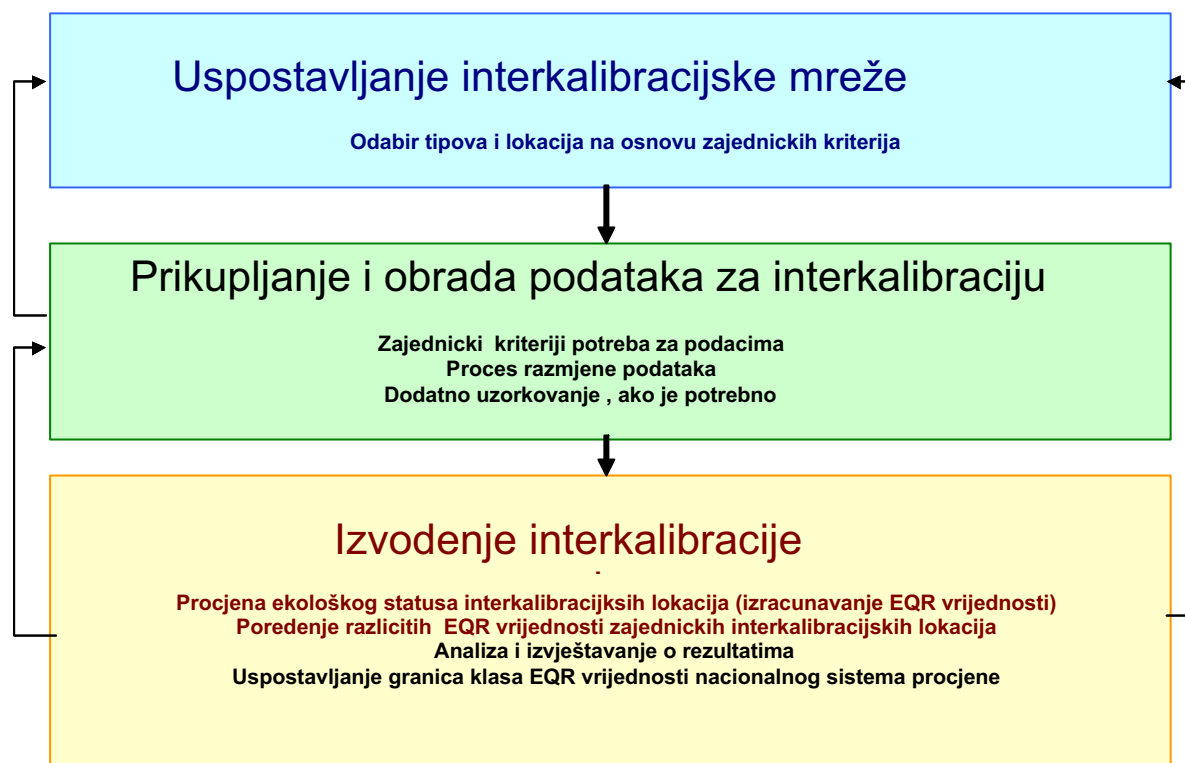 Uspostavljanje interkalibracijske mreže
Odabir tipova i lokacija na osnovu zajednickih kriterija
Prikupljanje i obrada podataka za interkalibraciju
Zajednicki kriteriji potreba za podacima
Proces razmjene podataka
Dodatno uzorkovanje , ako je potrebno
Izvodenje interkalibracije
-
Procjena ekološkog statusa interkalibracijksih lokacija (izracunavanje EQR vrijednosti)
Poredenje razlicitih EQR vrijednosti zajednickih interkalibracijskih lokacija
Analiza i izvještavanje o rezultatima
Uspostavljanje granica klasa EQR vrijednosti nacionalnog sistema procjene